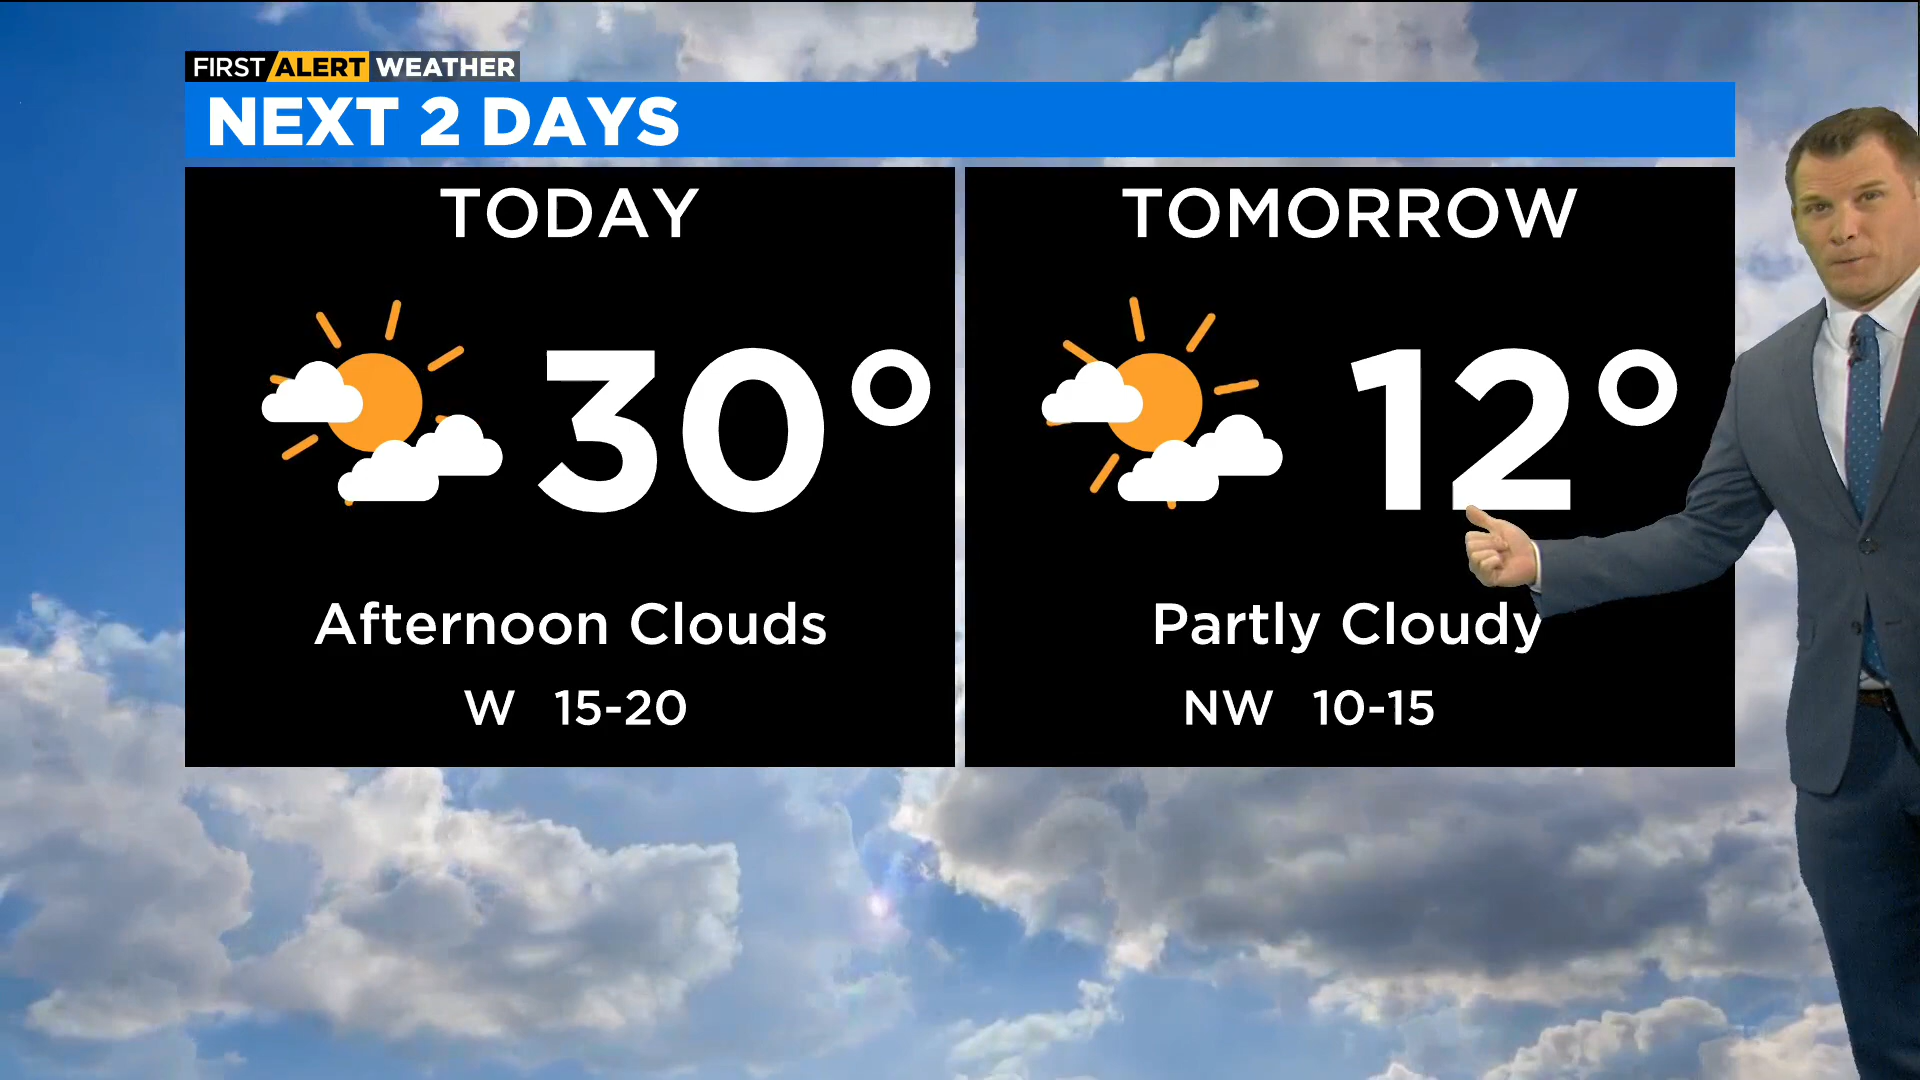 FIRST ALERT WEATHER
NEXT 2 DAYS
TODAY
30°
Afternoon Clouds
W 15-20
TOMORROW
12°
Partly Cloudy
NW 10-15